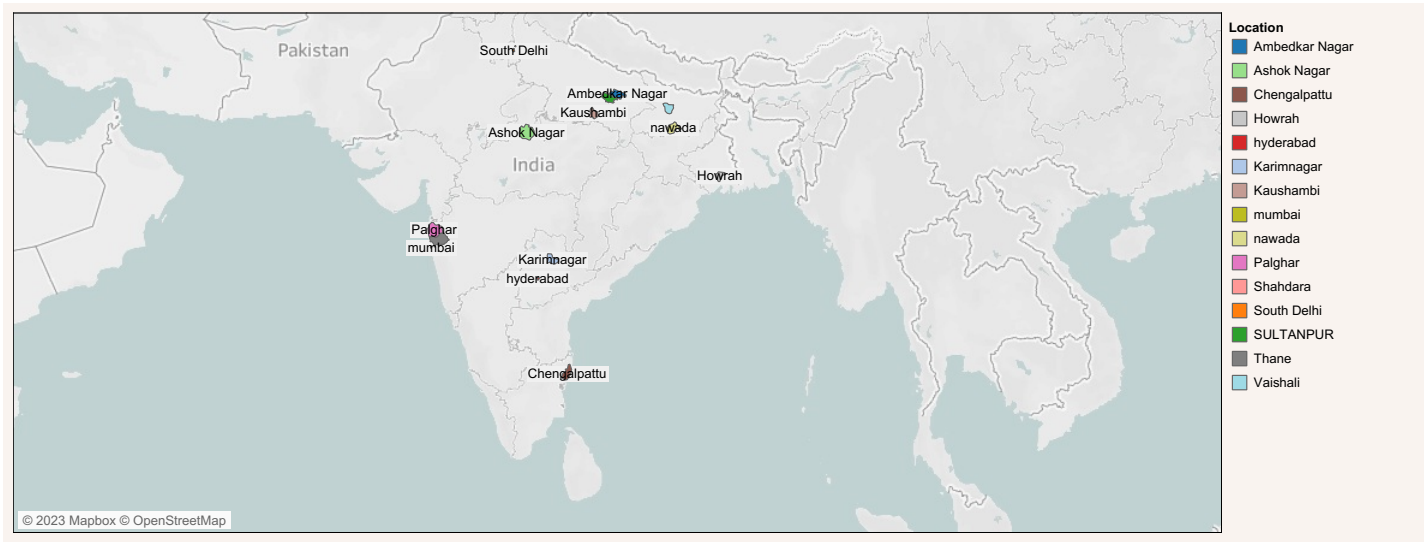 Pakistan
South Delhi
Ambedkar Nagar
Kaushambi
nawada
Ashok Nagar
India
Howrah
Palghar
mumbai
Karimnagar
hyderabad
Chengalpattu
© 2023 Mapbox © OpenStreetMap
Location
Ambedkar Nagar
Ashok Nagar
Chengalpattu
Howrah
hyderabad
Karimnagar
Kaushambi
mumbai
nawada
Palghar
Shahdara
South Delhi
SULTANPUR
Thane
Vaishali